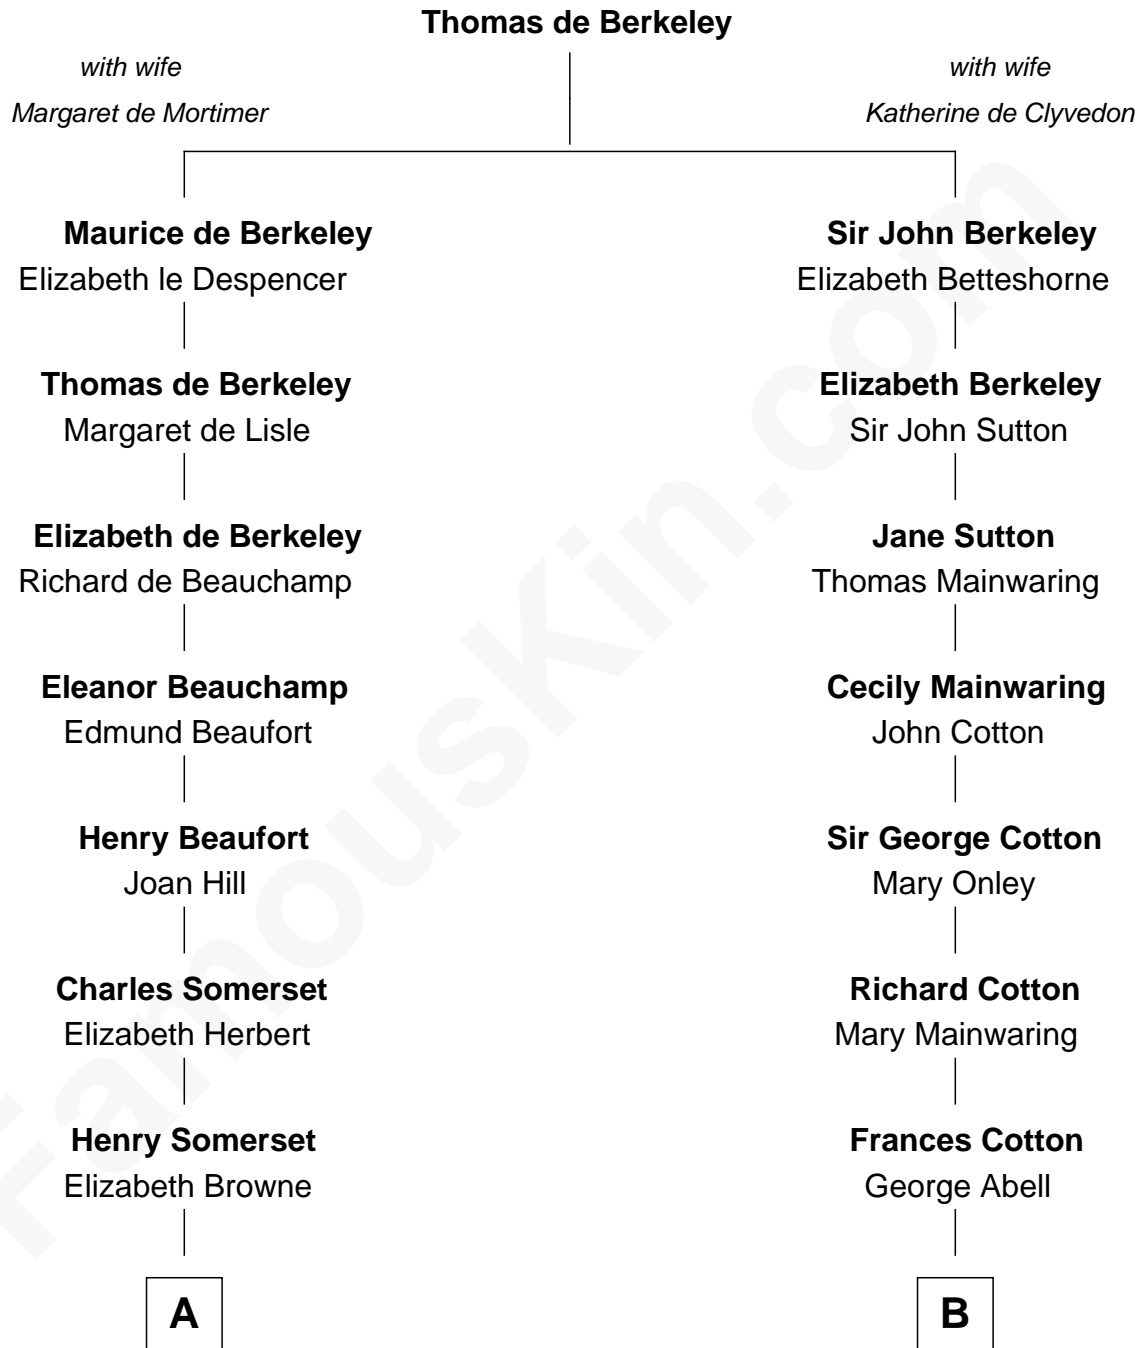 Thomas de Berkeley
with wife
Margaret de Mortimer
with wife
Katherine de Clyvedon
Maurice de Berkeley
Elizabeth le Despencer
Sir John Berkeley
Elizabeth Betteshorne
Thomas de Berkeley
Margaret de Lisle
Elizabeth Berkeley
Sir John Sutton
Elizabeth de Berkeley
Richard de Beauchamp
Jane Sutton
Thomas Mainwaring
Eleanor Beauchamp
Edmund Beaufort
Cecily Mainwaring
John Cotton
Henry Beaufort
Joan Hill
Sir George Cotton
Mary Onley
Charles Somerset
Elizabeth Herbert
Richard Cotton
Mary Mainwaring
Henry Somerset
Elizabeth Browne
Frances Cotton
George Abell
A
B
FamousKin.com